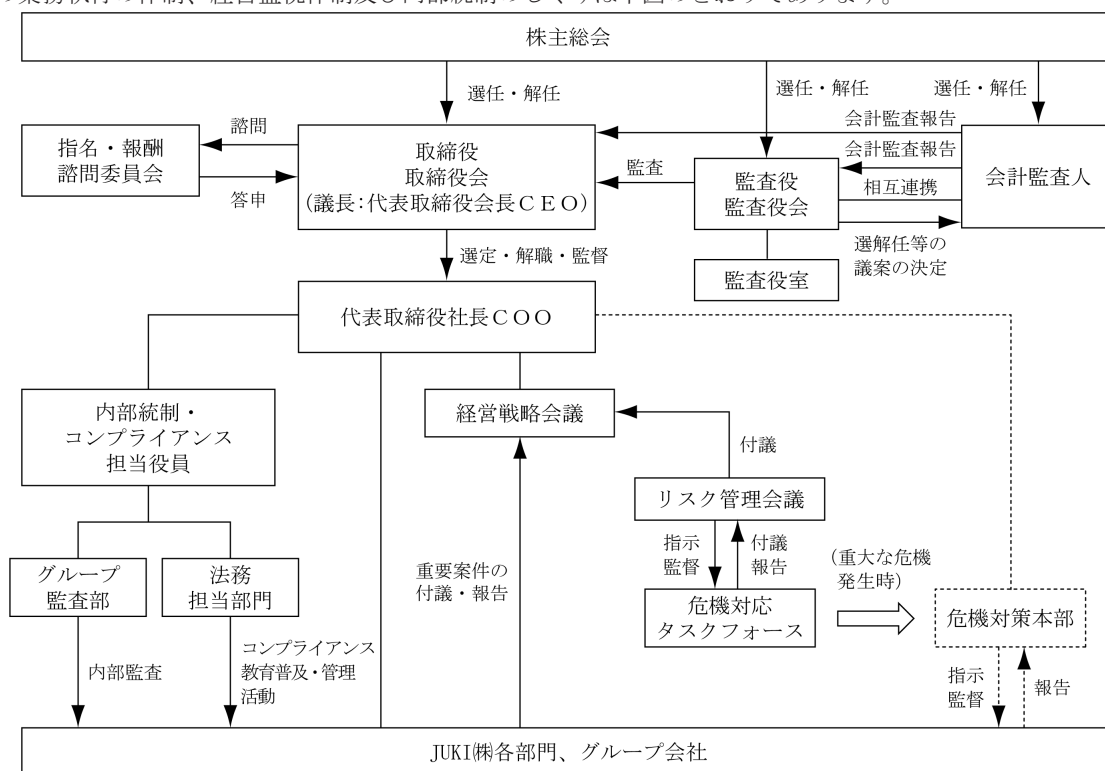 の業務執行の体制、経営監視体制及び内部統制のしくみは下図のとおりであります。
株主総会
選任・解任
選任・解任
選任・解任
指名・報酬
諮問委員会
諮問
答申
取締役
取締役会
(議長:代表取締役会長CEO)
監査
会計監査報告
会計監査報告
相互連携
監査役
監査役会
会計監査人
選解任等の
議案の決定
監査役室
選定・解職・監督
代表取締役社長COO
内部統制・
コンプライアンス
担当役員
経営戦略会議
付議
リスク管理会議
指示
監督
付議
報告
(重大な危機
発生時)
グループ
監査部
法務
担当部門
重要案件の
付議・報告
危機対応
タスクフォース
危機対策本部
内部監査
コンプライアンス
教育普及・管理
活動
指示
監督
報告
JUKI㈱各部門、グループ会社